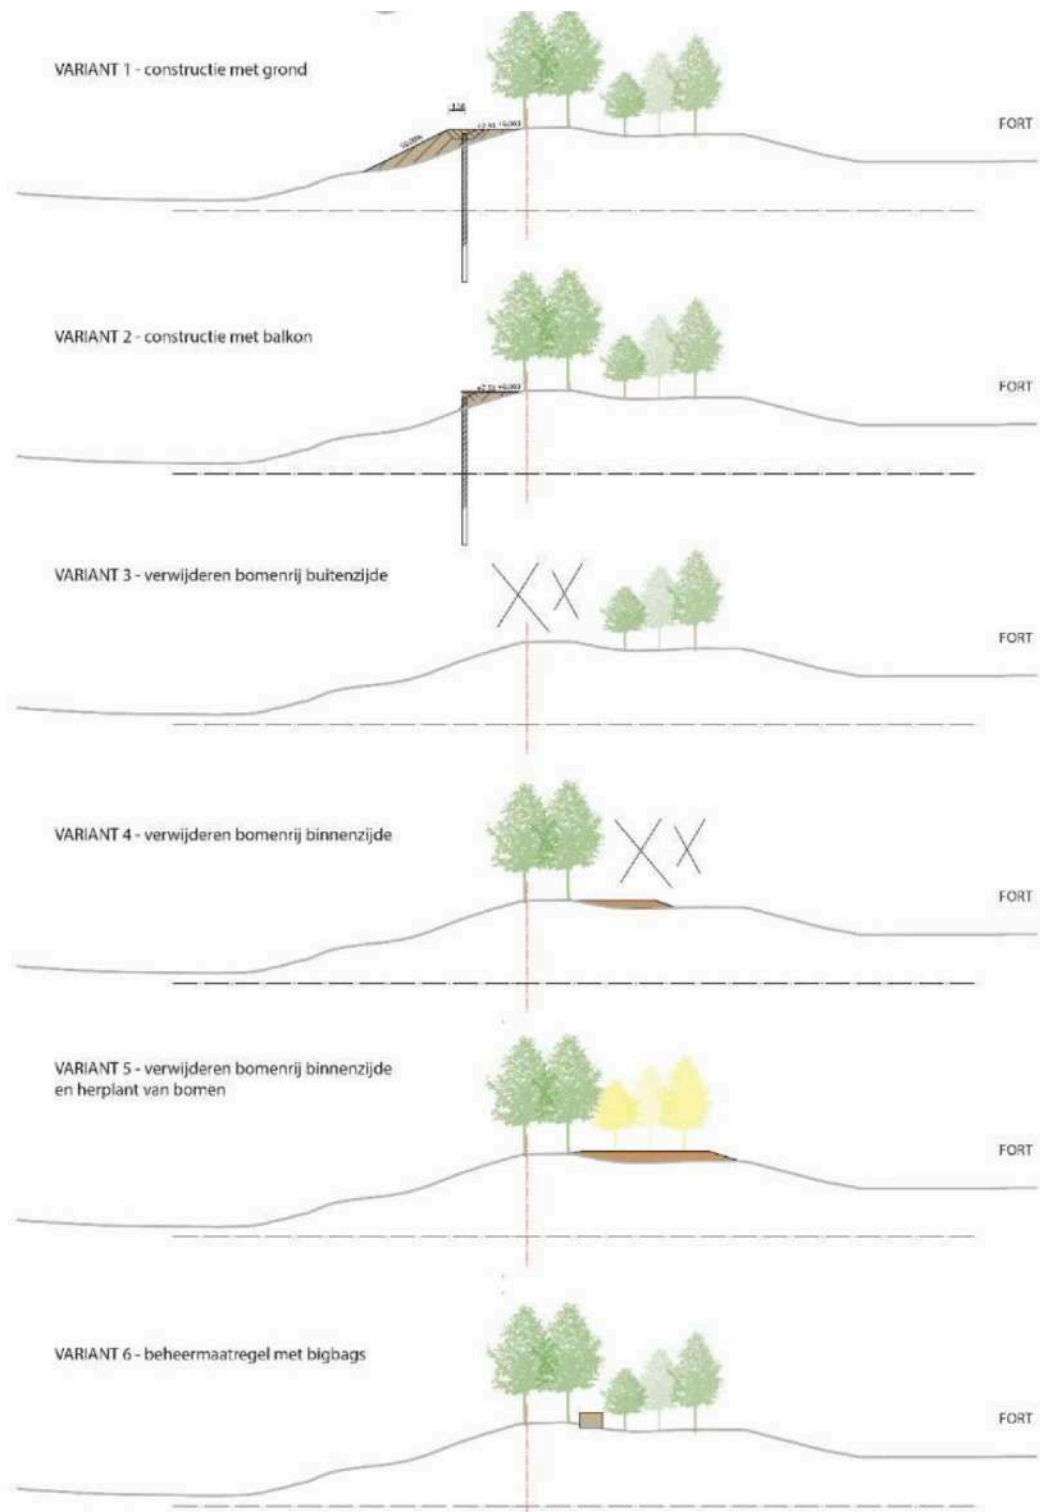 VARIANT 1 - constructie met grond
FORT
VARIANT 2 - constructie met balkon
FORT
VARIANT 3 - verwijderen bomenrij buitenzijde
FORT
VARIANT 4 - verwijderen bomenrij binnenzijde
FORT
VARIANT 5 - verwijderen bomenrij binnenzijde
en herplant van bomen
FORT
VARIANT 6 - beheermaatregel met bigbags
FORT